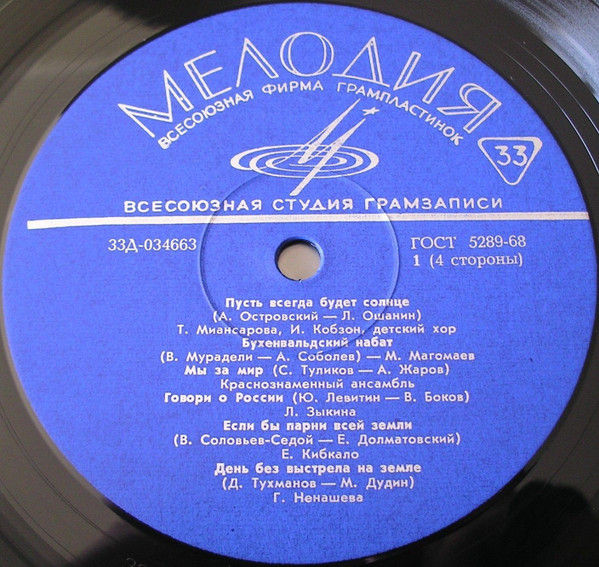 МЕЛОДИЯ
ВСЕСОЮЗНАЯ ФИРМА ГРАМПЛАСТИНОК
33
ВСЕСОЮЗНАЯ СТУДИЯ ГРАМЗАПИСИ
33Д-034663
ГОСТ 5289-68
1 (4 стороны)
Пусть всегда будет солнце
(А. Островский — Л. Ошанин)
Т. Миансарова, И. Кобзон, детский хор
Бухенвальдский набат
(В. Мурадели — А. Соболев) — М. Магомаев
Мы за мир (С. Туликов — А. Жаров)
Краснознаменный ансамбль
Говори о России (Ю. Левитин — В. Боков)
Л. Зыкина
Если бы парни всей земли
(В. Соловьев-Седой — Е. Долматовский)
Е. Кибкало
День без выстрела на земле
(Д. Тухманов — М. Дудин)
Г. Ненашева